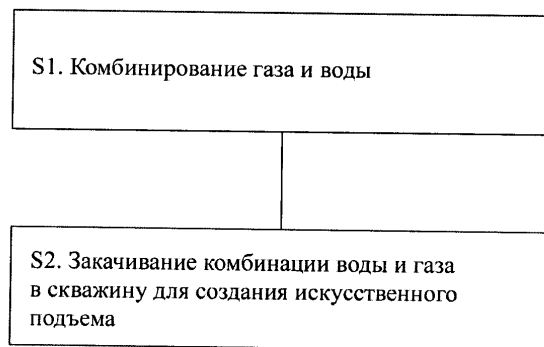 S1. Комбинирование газа и воды
S2. Закачивание комбинации воды и газа
в скважину для создания искусственного
подъема